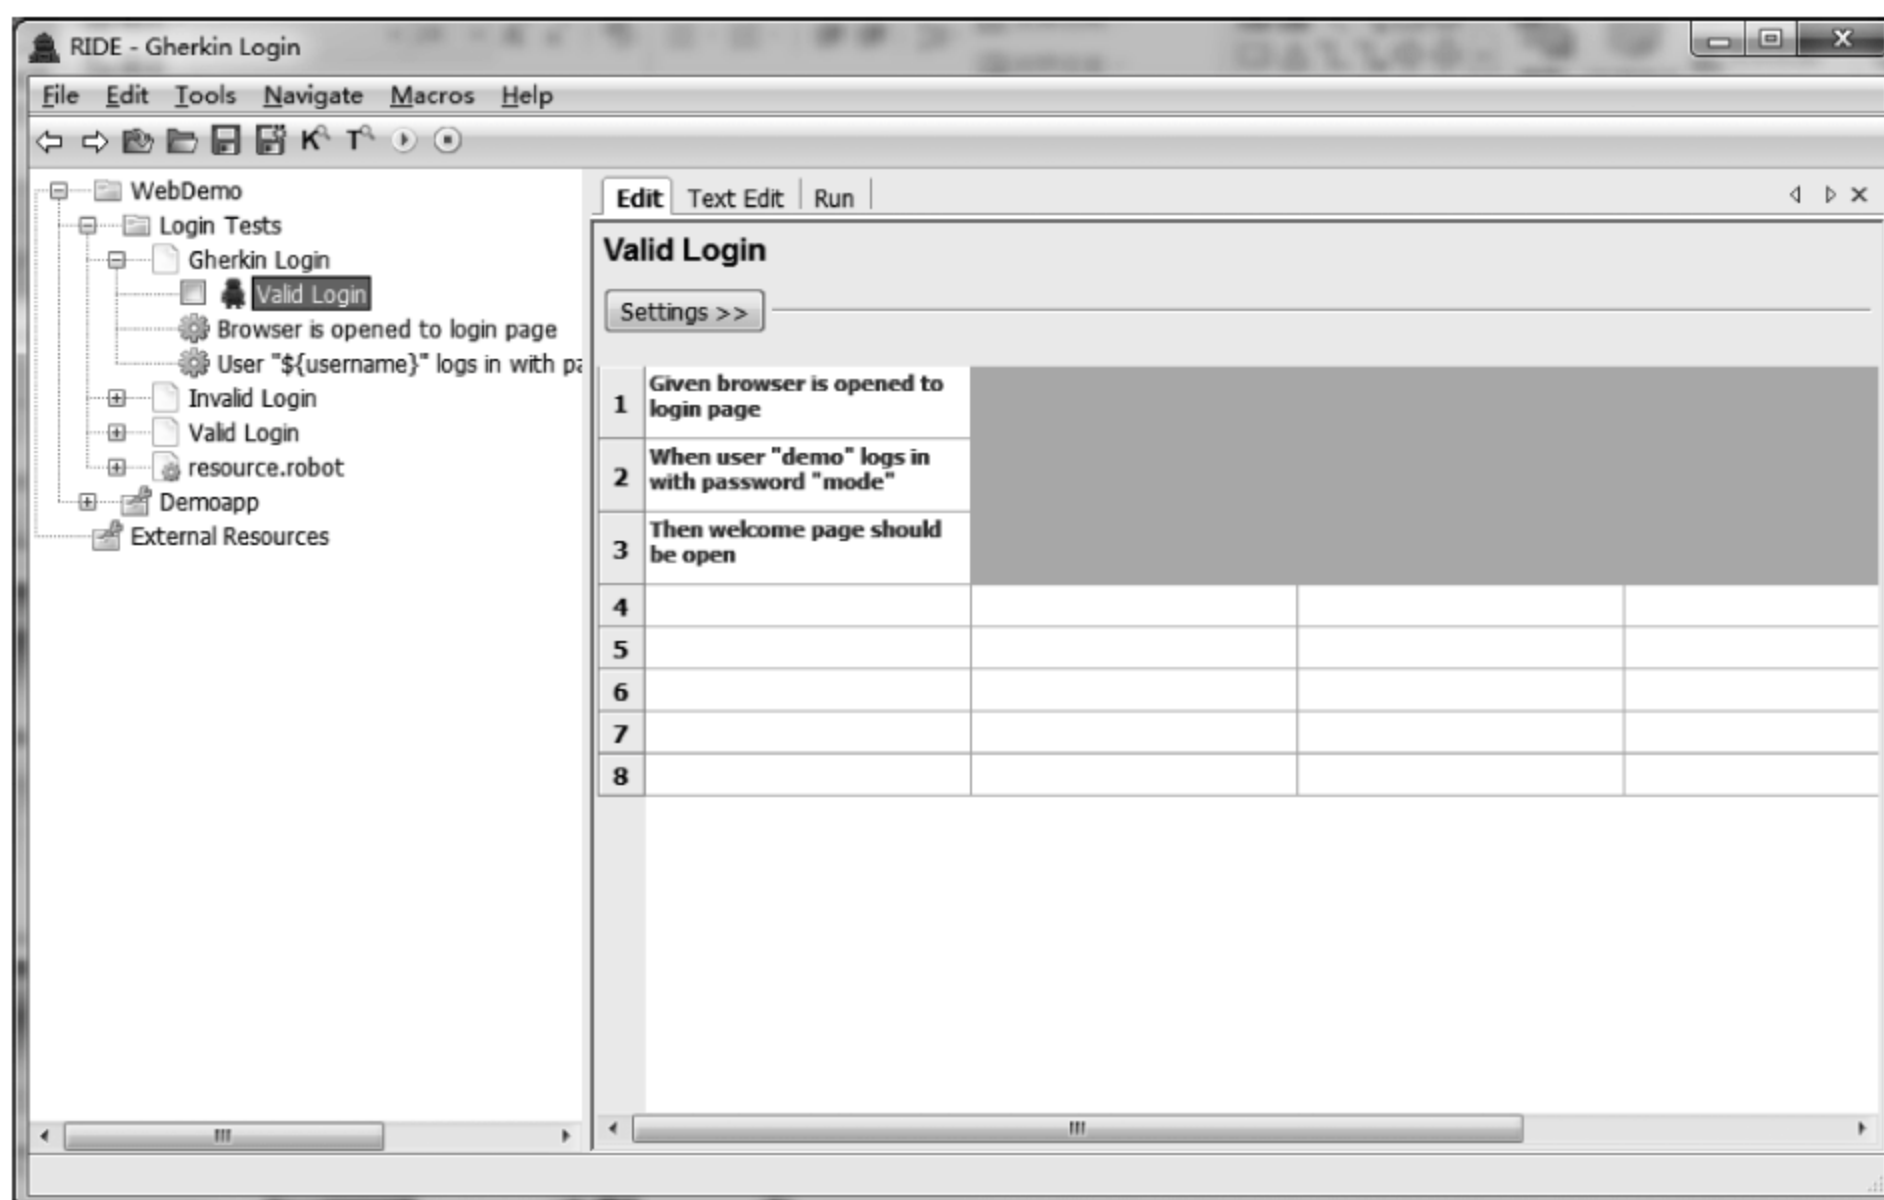 RIDE - Gherkin Login
File Edit Tools Navigate Macros Help
K T
WebDemo
Login Tests
Gherkin Login
Valid Login
Browser is opened to login page
User "${username}" logs in with pa
Invalid Login
Valid Login
resource.robot
Demoapp
External Resources
Edit Text Edit Run
Valid Login
Settings >>
1 Given browser is opened to
login page
2 When user "demo" logs in
with password "mode"
3 Then welcome page should
be open
4
5
6
7
8